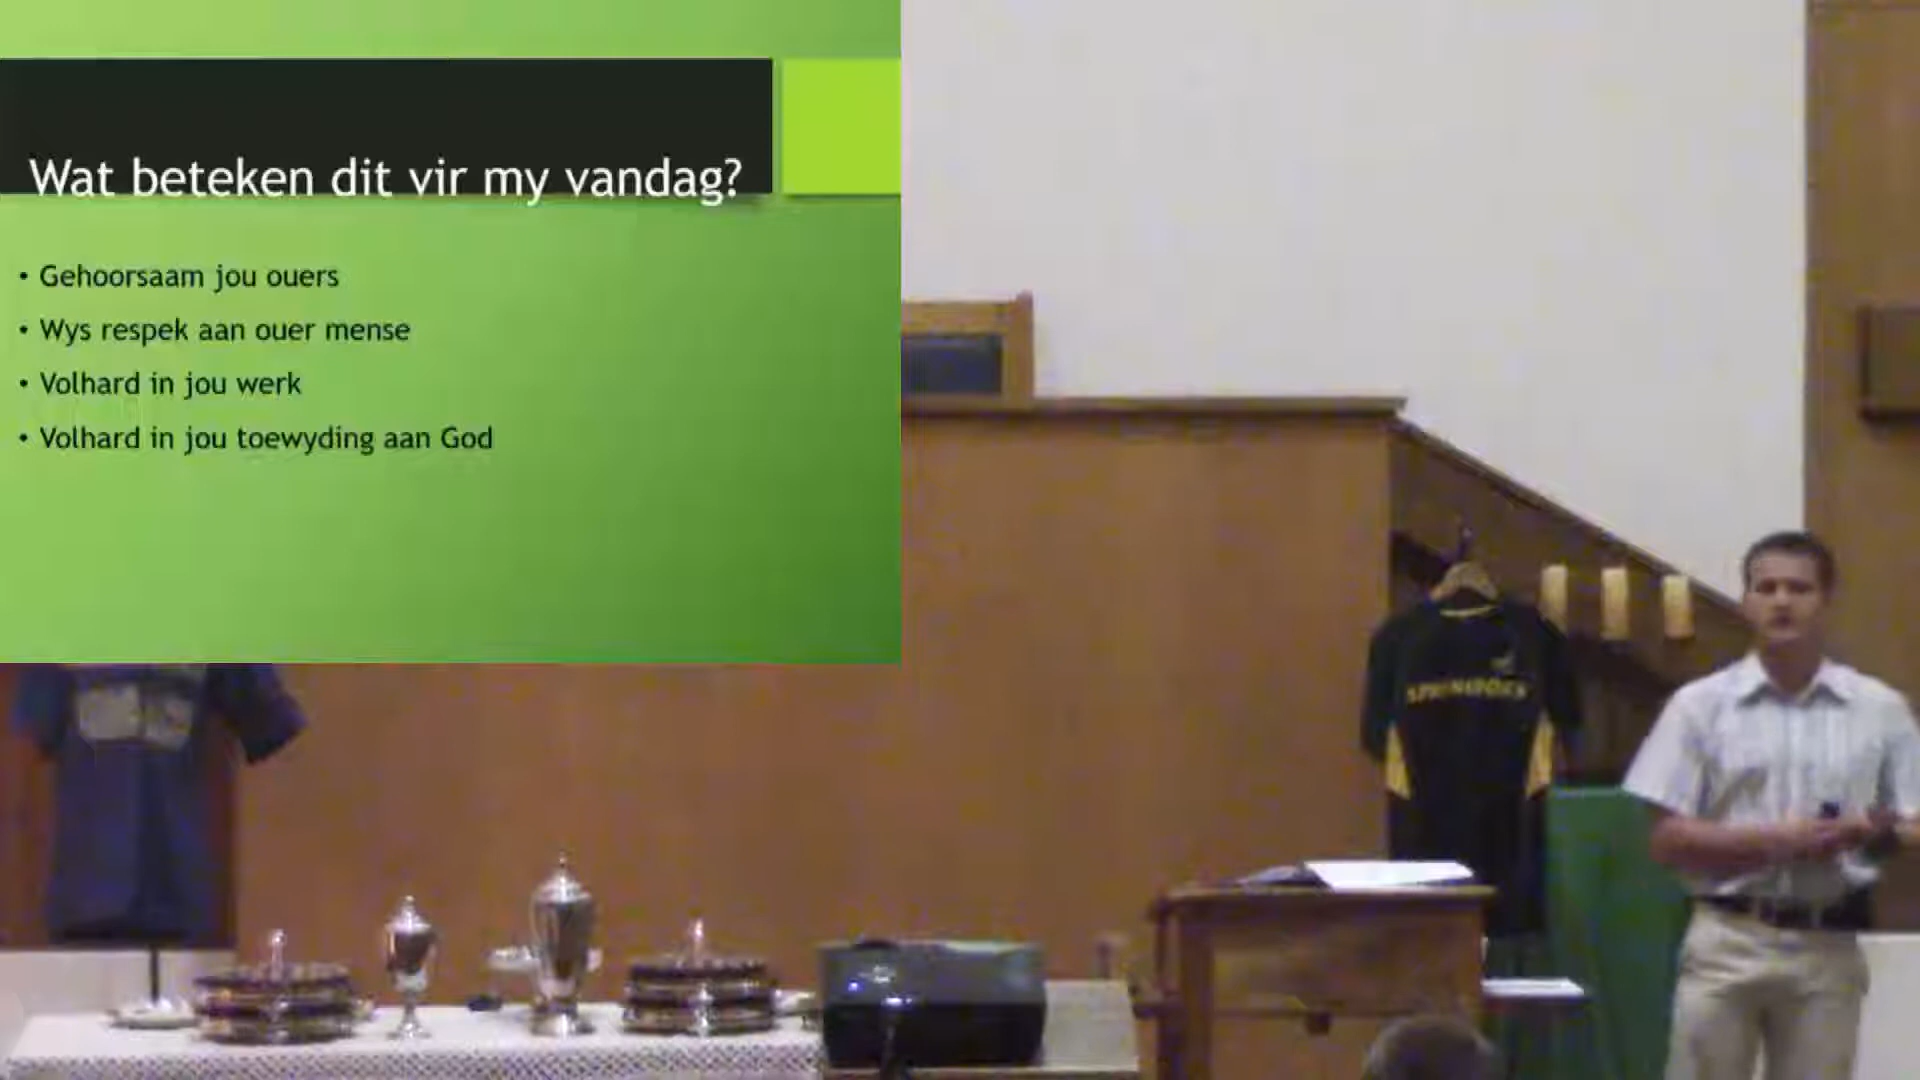 Wat beteken dit vir my vandag?
• Gehoorsaam jou ouers
• Wys respek aan ouer mense
• Volhard in jou werk
• Volhard in jou toewyding aan God
SPRINGBOKS